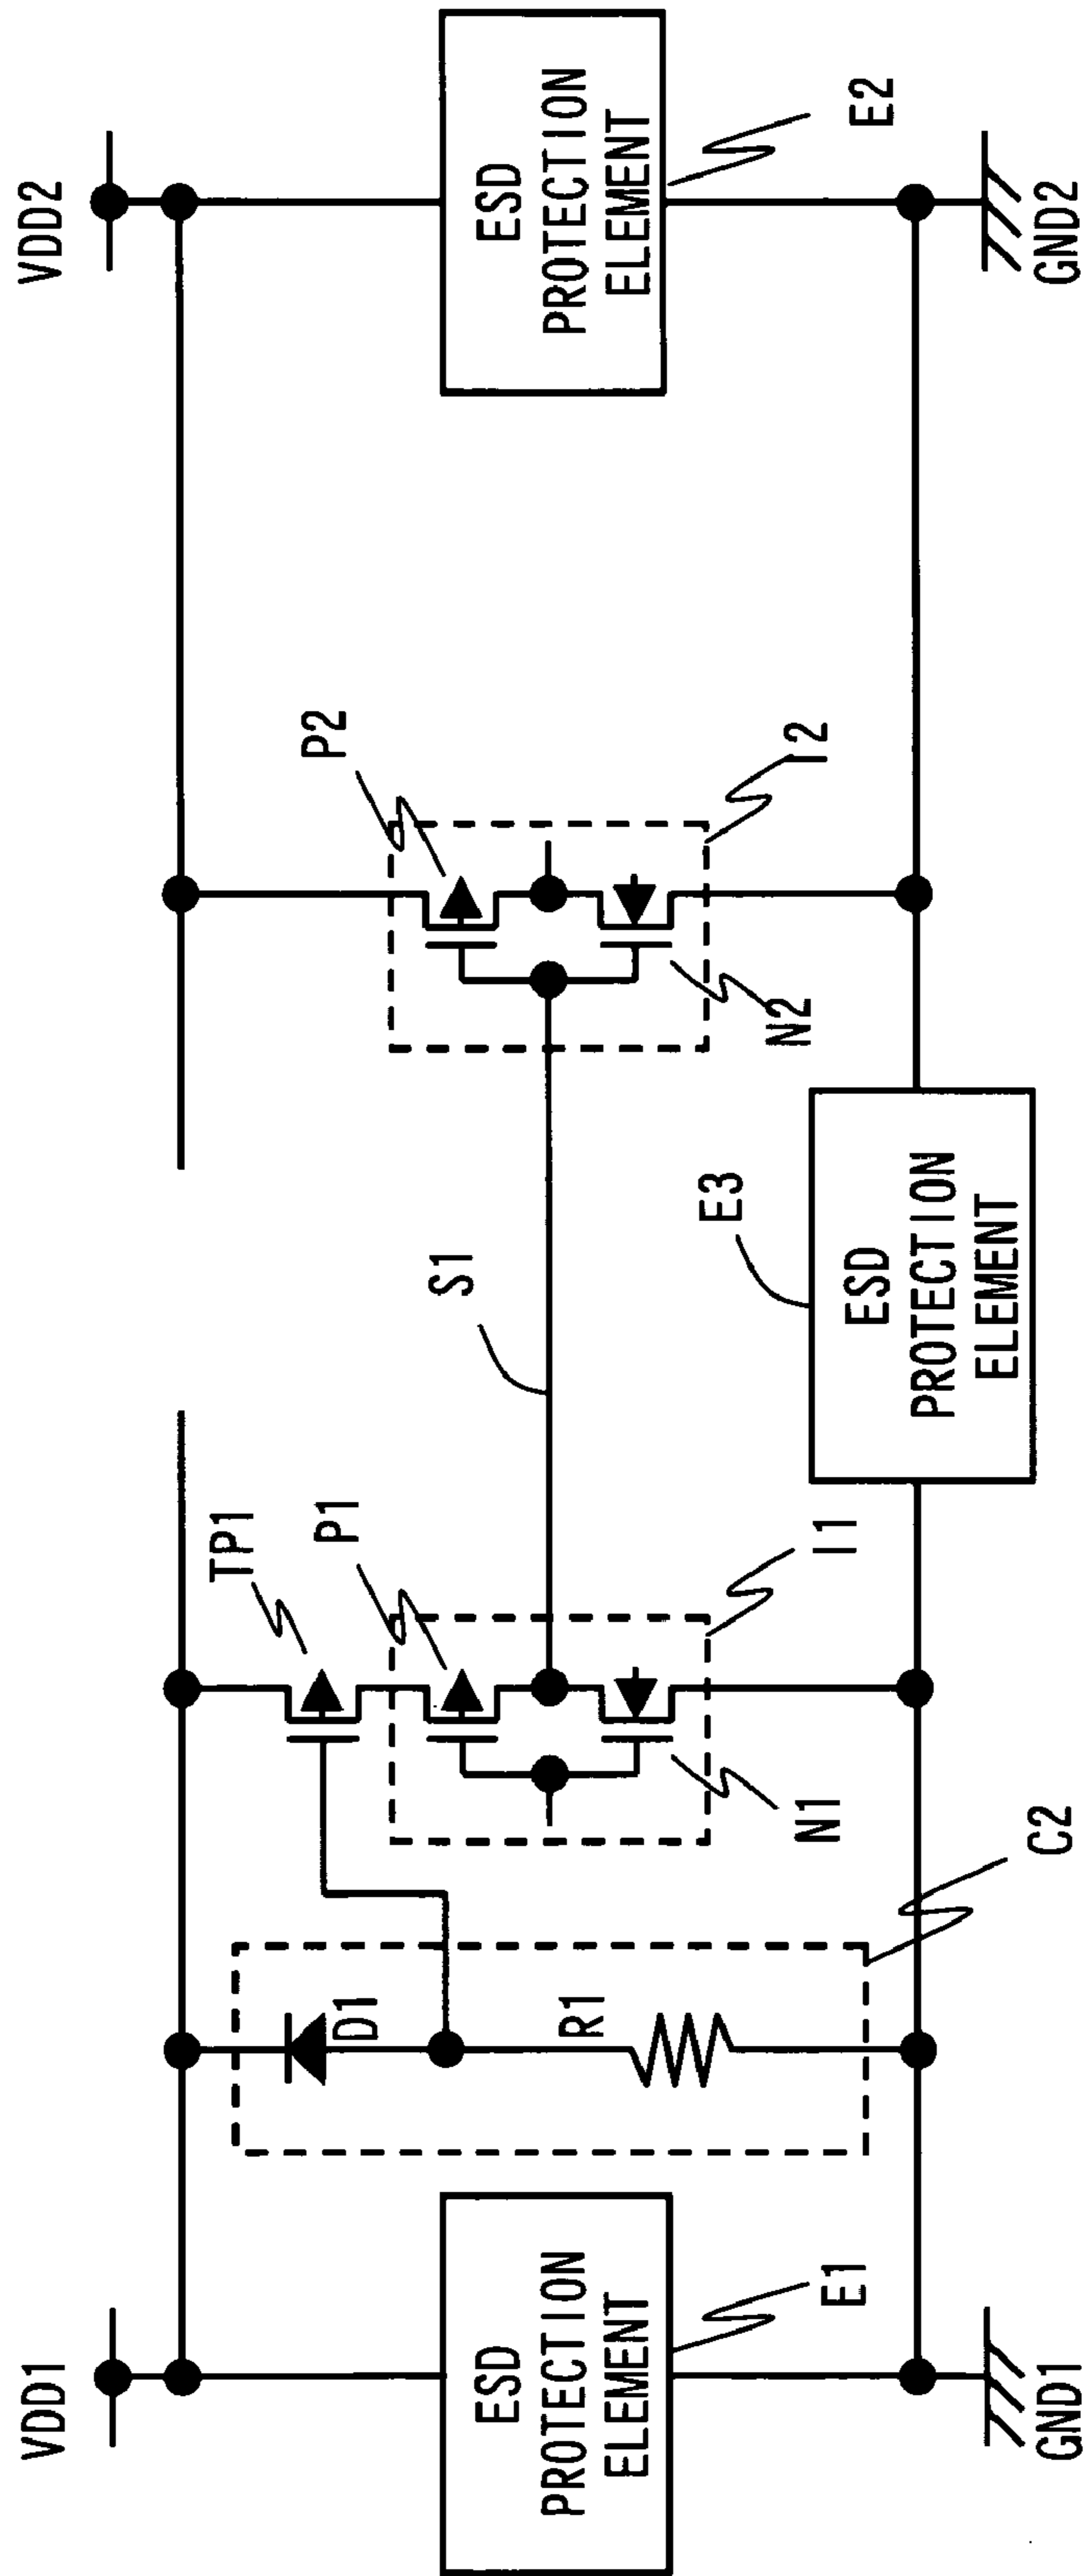 VDD1
VDD2
TP1
P1
P2
S1
D1
R1
ESD
PROTECTION
ELEMENT
E1
N1
I1
E3
ESD
PROTECTION
ELEMENT
N2
I2
ESD
PROTECTION
ELEMENT
E2
C2
GND1
GND2